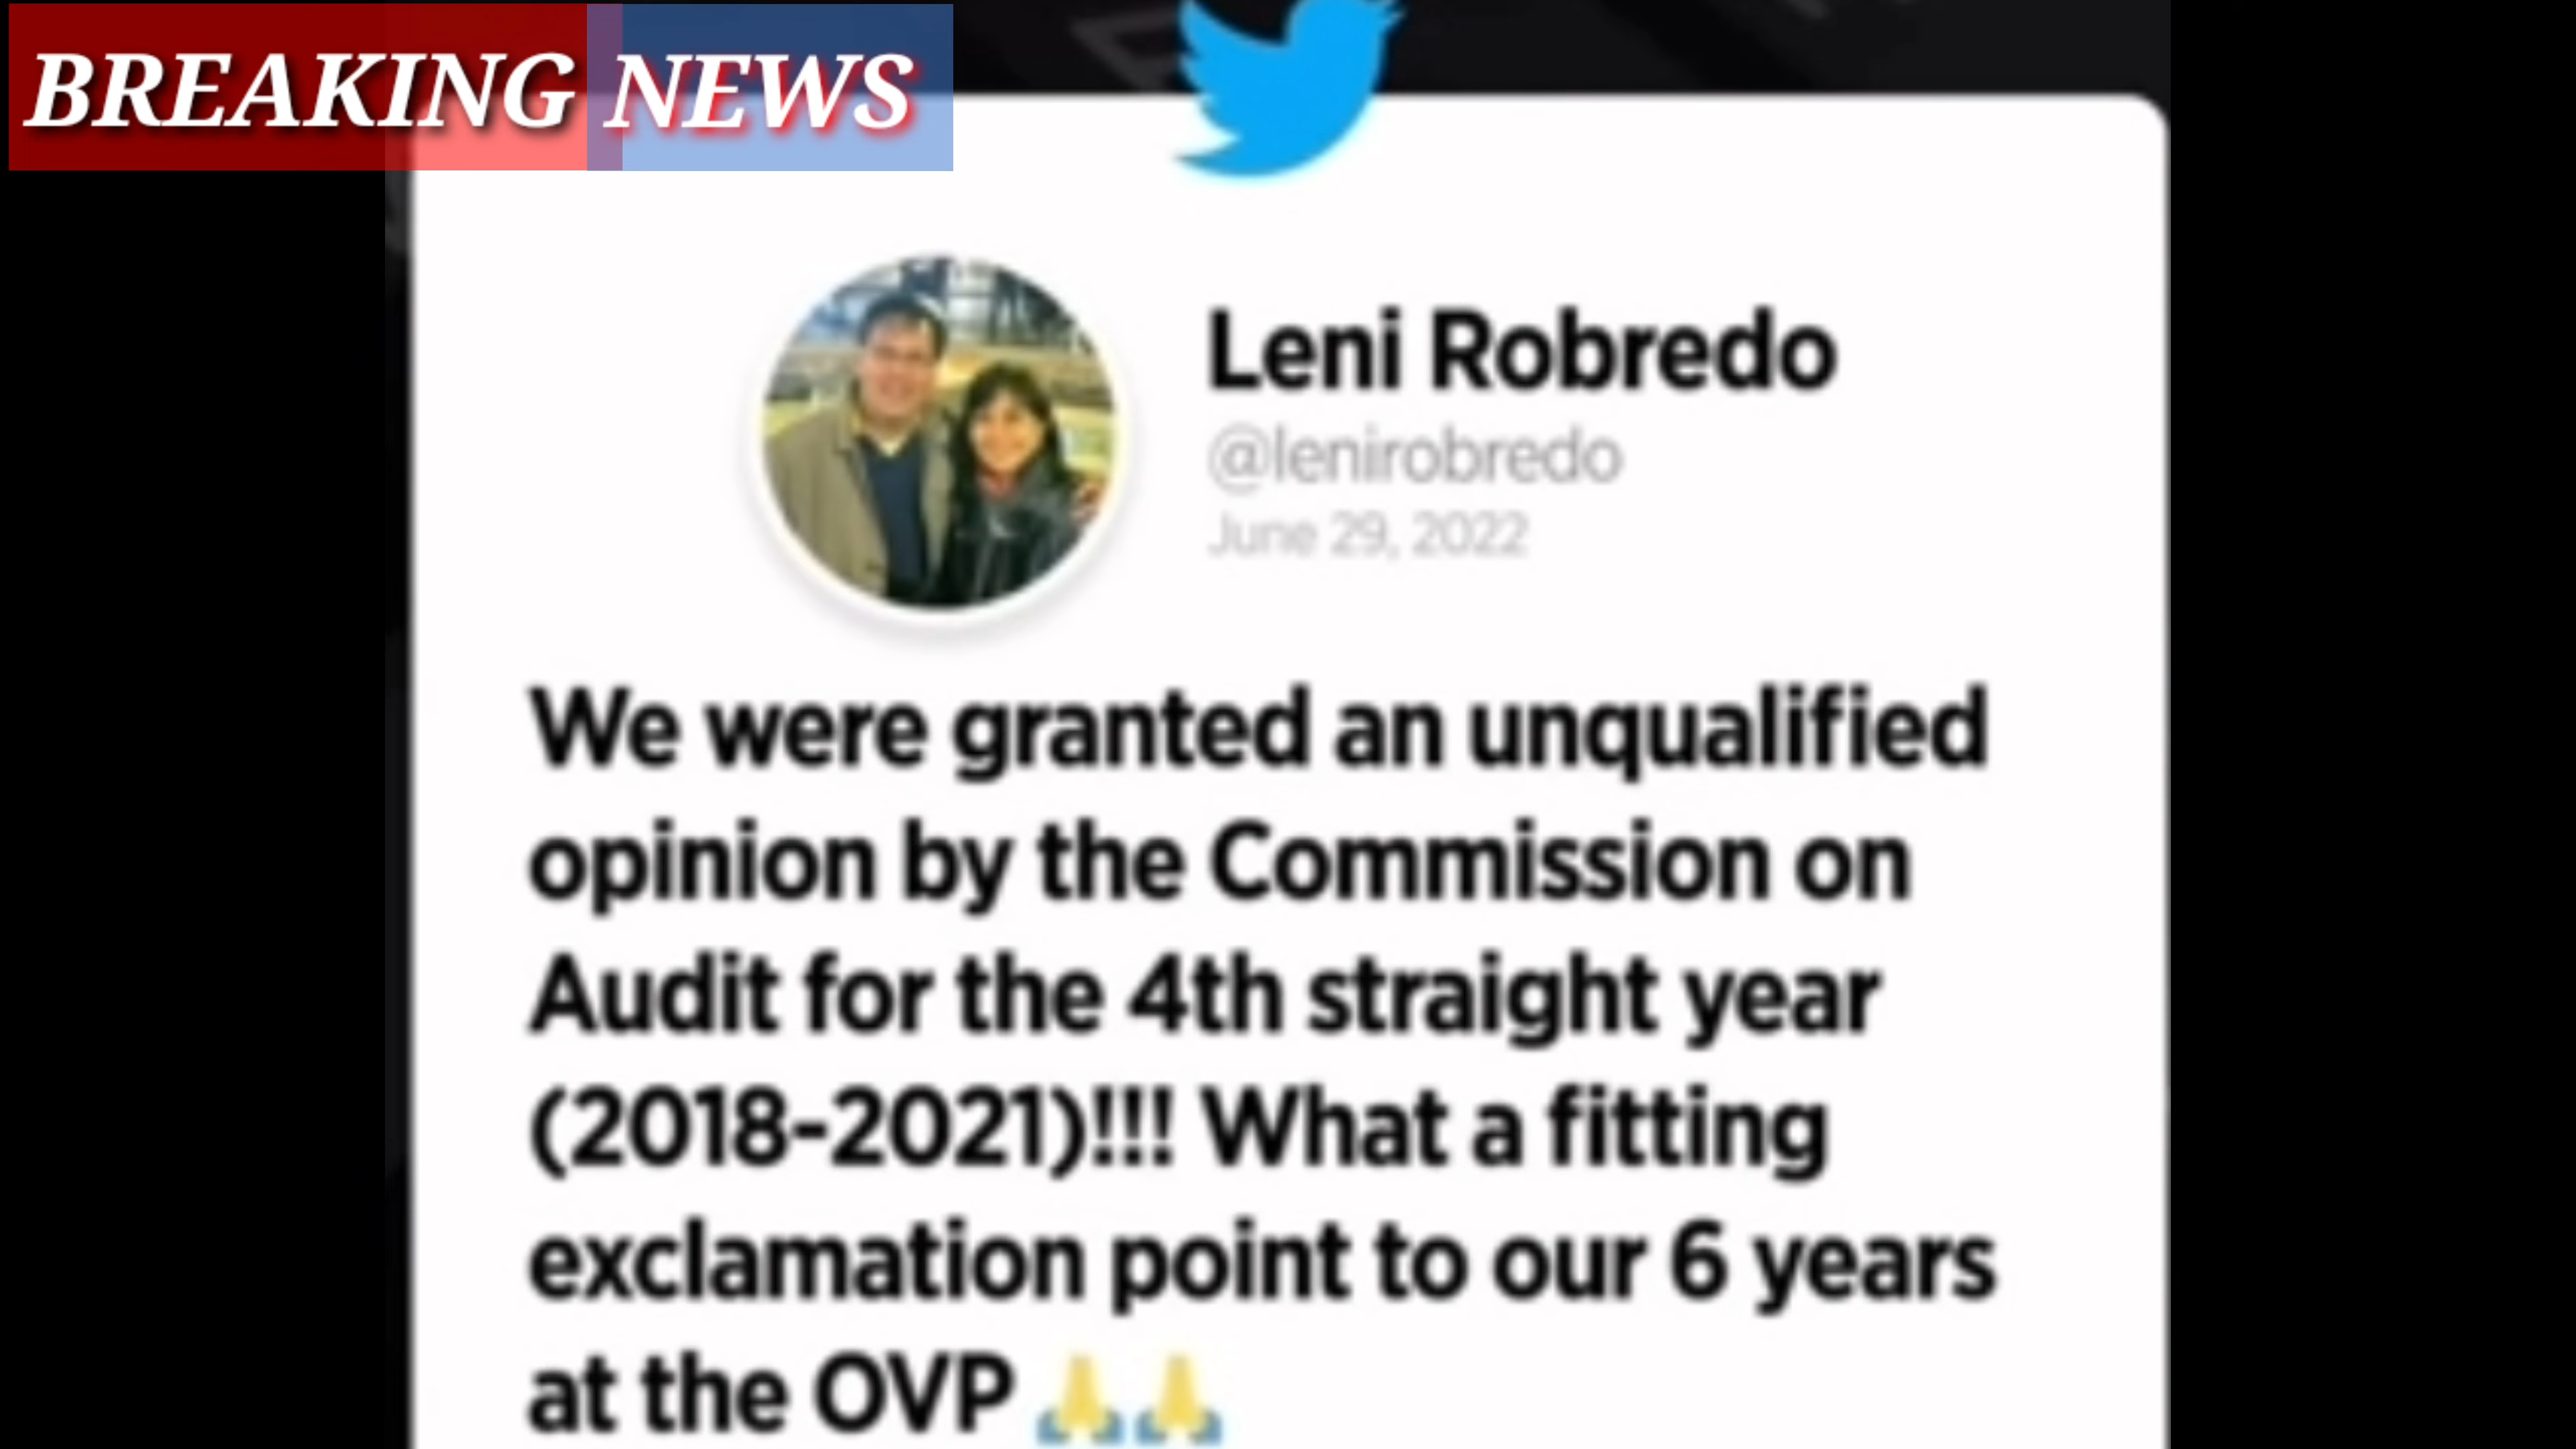 BREAKING NEWS
Leni Robredo
@lenirobredo
June 29, 2022
We were granted an unqualified
opinion by the Commission on
Audit for the 4th straight year
(2018-2021)!!! What a fitting
exclamation point to our 6 years
at the OVP 🙏🙏